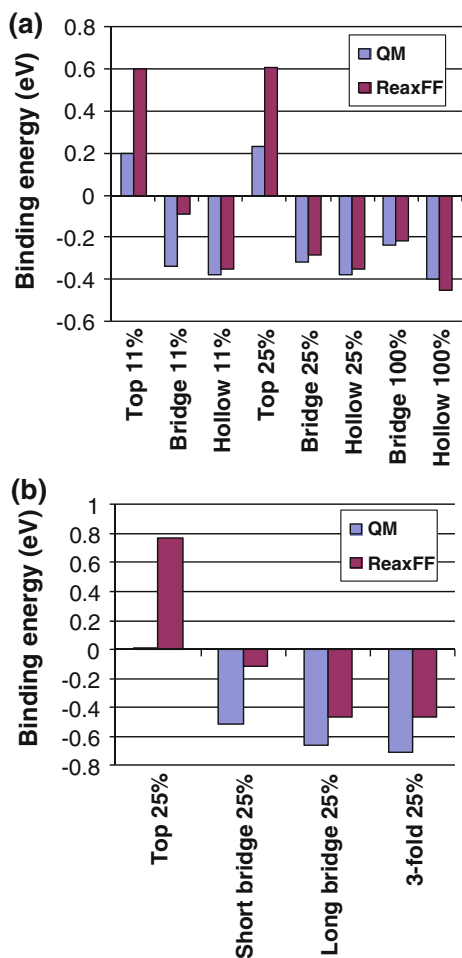 (a)
Binding energy (eV)
0.8
0.6
0.4
0.2
0
-0.2
-0.4
-0.6
QM
ReaxFF
Top 11%
Bridge 11%
Hollow 11%
Top 25%
Bridge 25%
Hollow 25%
Bridge 100%
Hollow 100%
(b)
Binding energy (eV)
1
0.8
0.6
0.4
0.2
0
-0.2
-0.4
-0.6
-0.8
QM
ReaxFF
Top 25%
Short bridge 25%
Long bridge 25%
3-fold 25%